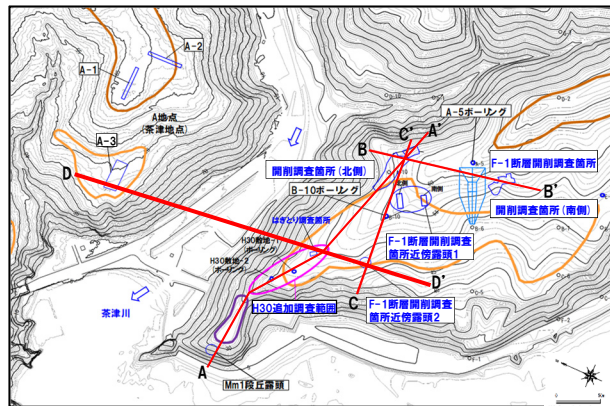 A-2
A-1
A地点
(茶津地点)
A-3
D
A-5ボーリング
C'
A'
B
F-1断層開削調査箇所
開削調査箇所(北側)
北側
南側
B-10ボーリング
B'
開削調査箇所(南側)
はぎとり調査箇所
F-1断層開削調査
箇所近傍露頭1
H30敷地-1
(ボーリング)
H30敷地-2
(ボーリング)
D'
C
F-1断層開削調査
箇所近傍露頭2
H30追加調査範囲
茶津川
A
Mm1段丘露頭